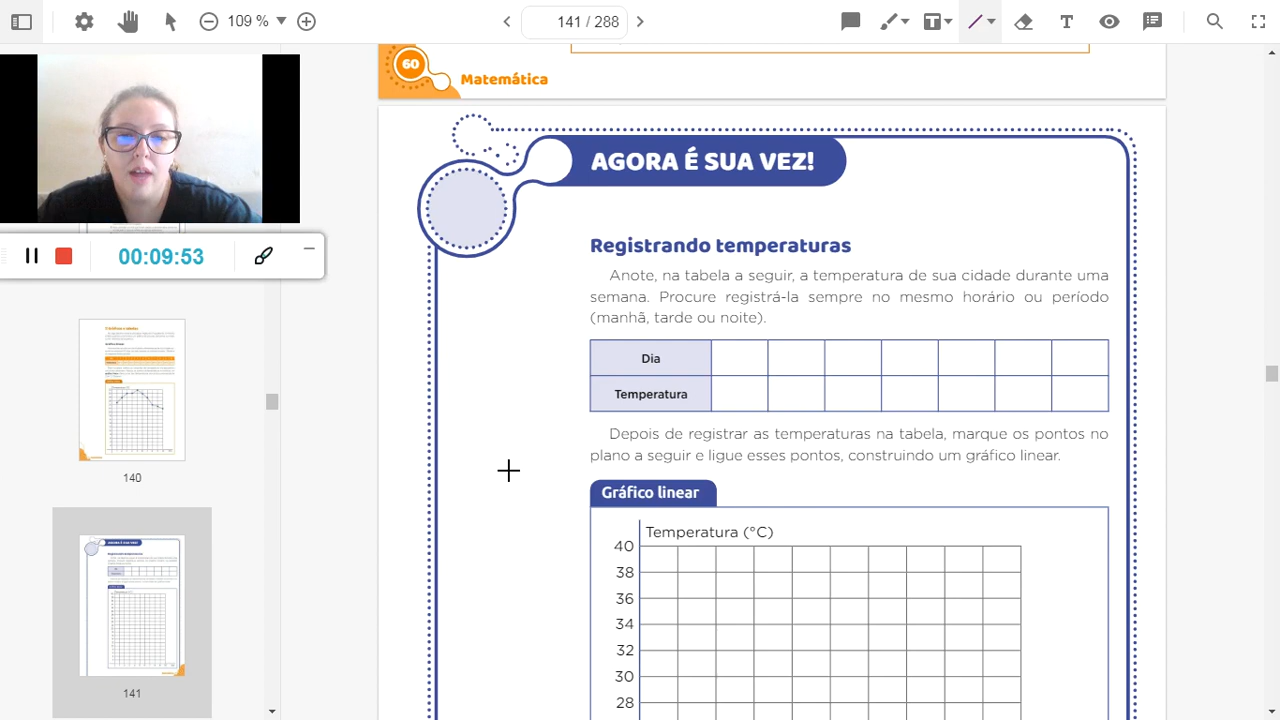 109 %
141 / 288
60
Matemática
00:09:53
AGORA É SUA VEZ!
Registrando temperaturas
Anote, na tabela a seguir, a temperatura de sua cidade durante uma
semana. Procure registrá-la sempre no mesmo horário ou período
(manhã, tarde ou noite).
Dia
Temperatura
Depois de registrar as temperaturas na tabela, marque os pontos no
plano a seguir e ligue esses pontos, construindo um gráfico linear.
Gráfico linear
Temperatura (°C)
40
38
36
34
32
30
28
140
141